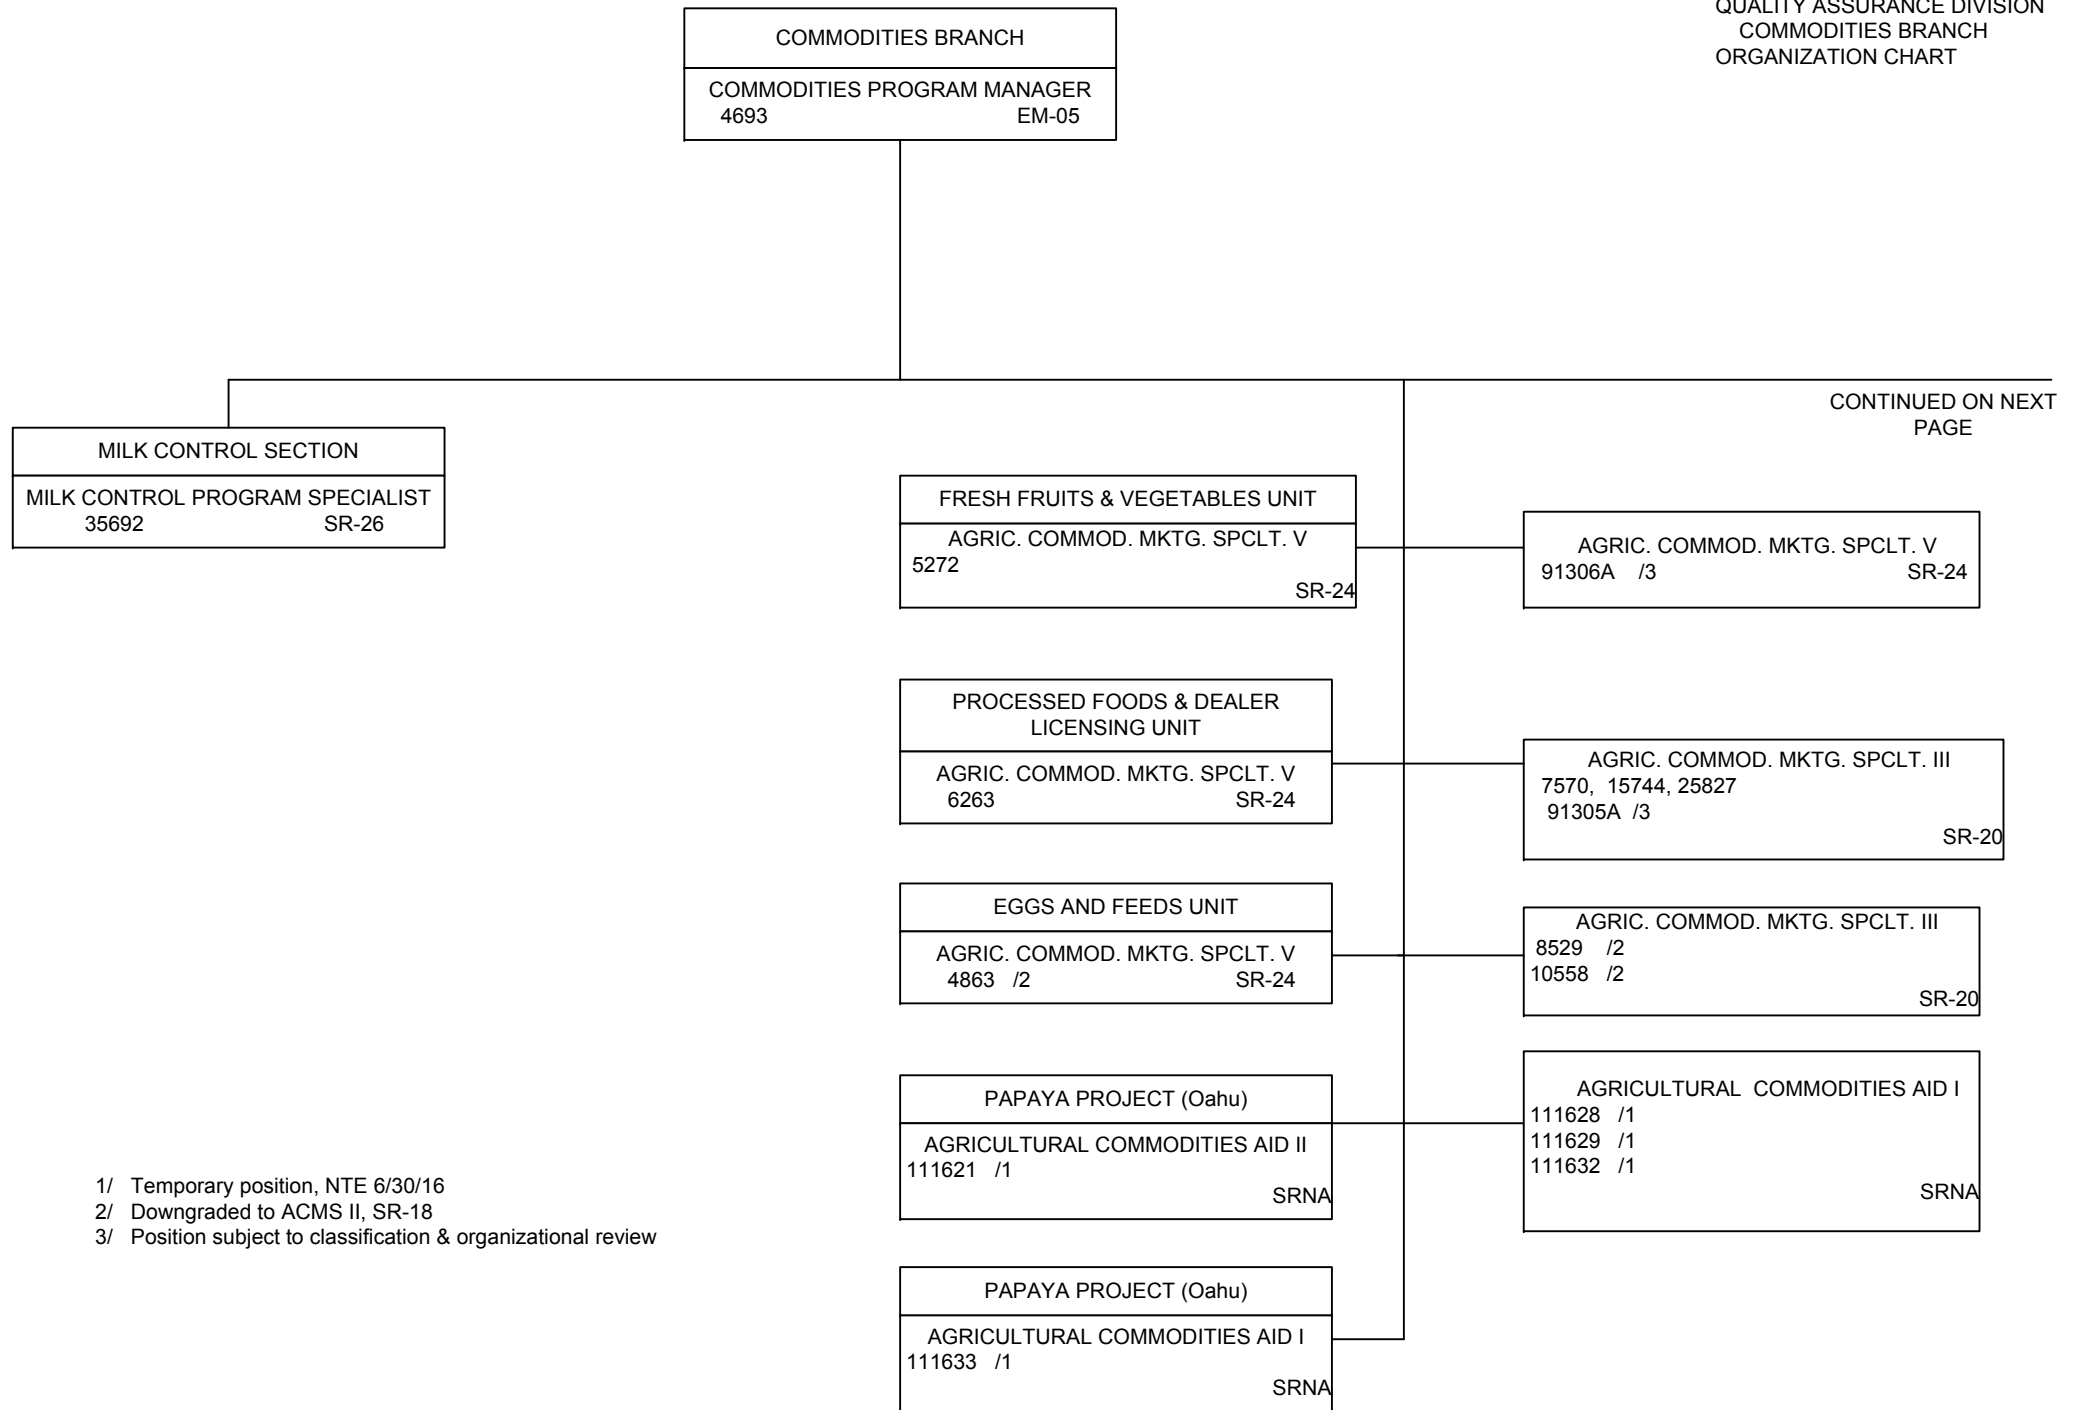 QUALITY ASSURANCE DIVISION
COMMODITIES BRANCH
ORGANIZATION CHART
COMMODITIES BRANCH
COMMODITIES PROGRAM MANAGER
4693 EM-05
CONTINUED ON NEXT
PAGE
MILK CONTROL SECTION
MILK CONTROL PROGRAM SPECIALIST
35692 SR-26
FRESH FRUITS & VEGETABLES UNIT
AGRIC. COMMOD. MKTG. SPCLT. V
5272
SR-24
AGRIC. COMMOD. MKTG. SPCLT. V
91306A /3 SR-24
PROCESSED FOODS & DEALER
LICENSING UNIT
AGRIC. COMMOD. MKTG. SPCLT. V
6263 SR-24
AGRIC. COMMOD. MKTG. SPCLT. III
7570, 15744, 25827
91305A /3
SR-20
EGGS AND FEEDS UNIT
AGRIC. COMMOD. MKTG. SPCLT. V
4863 /2 SR-24
AGRIC. COMMOD. MKTG. SPCLT. III
8529 /2
10558 /2
SR-20
PAPAYA PROJECT (Oahu)
AGRICULTURAL COMMODITIES AID II
111621 /1
SRNA
AGRICULTURAL COMMODITIES AID I
111628 /1
111629 /1
111632 /1
SRNA
PAPAYA PROJECT (Oahu)
AGRICULTURAL COMMODITIES AID I
111633 /1
SRNA
1/ Temporary position, NTE 6/30/16
2/ Downgraded to ACMS II, SR-18
3/ Position subject to classification & organizational review